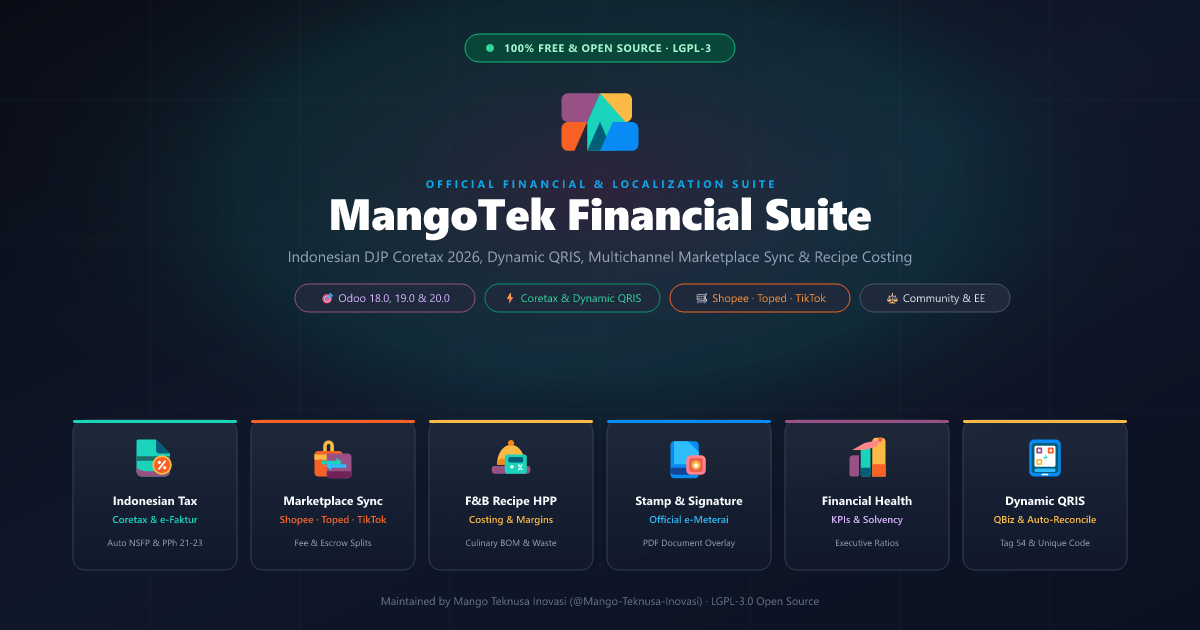 100% FREE & OPEN SOURCE · LGPL-3
OFFICIAL FINANCIAL & LOCALIZATION SUITE
MangoTek Financial Suite
Indonesian DJP Coretax 2026, Dynamic QRIS, Multichannel Marketplace Sync & Recipe Costing
Odoo 18.0, 19.0 & 20.0
Coretax & Dynamic QRIS
Shopee · Toped · TikTok
Community & EE
Indonesian Tax
Coretax & e-Faktur
Auto NSFP & PPh 21-23
Marketplace Sync
Shopee · Toped · TikTok
Fee & Escrow Splits
F&B Recipe HPP
Costing & Margins
Culinary BOM & Waste
Stamp & Signature
Official e-Meterai
PDF Document Overlay
Financial Health
KPIs & Solvency
Executive Ratios
Dynamic QRIS
QBiz & Auto-Reconcile
Tag 54 & Unique Code
Maintained by Mango Teknusa Inovasi (@Mango-Teknusa-Inovasi) · LGPL-3.0 Open Source